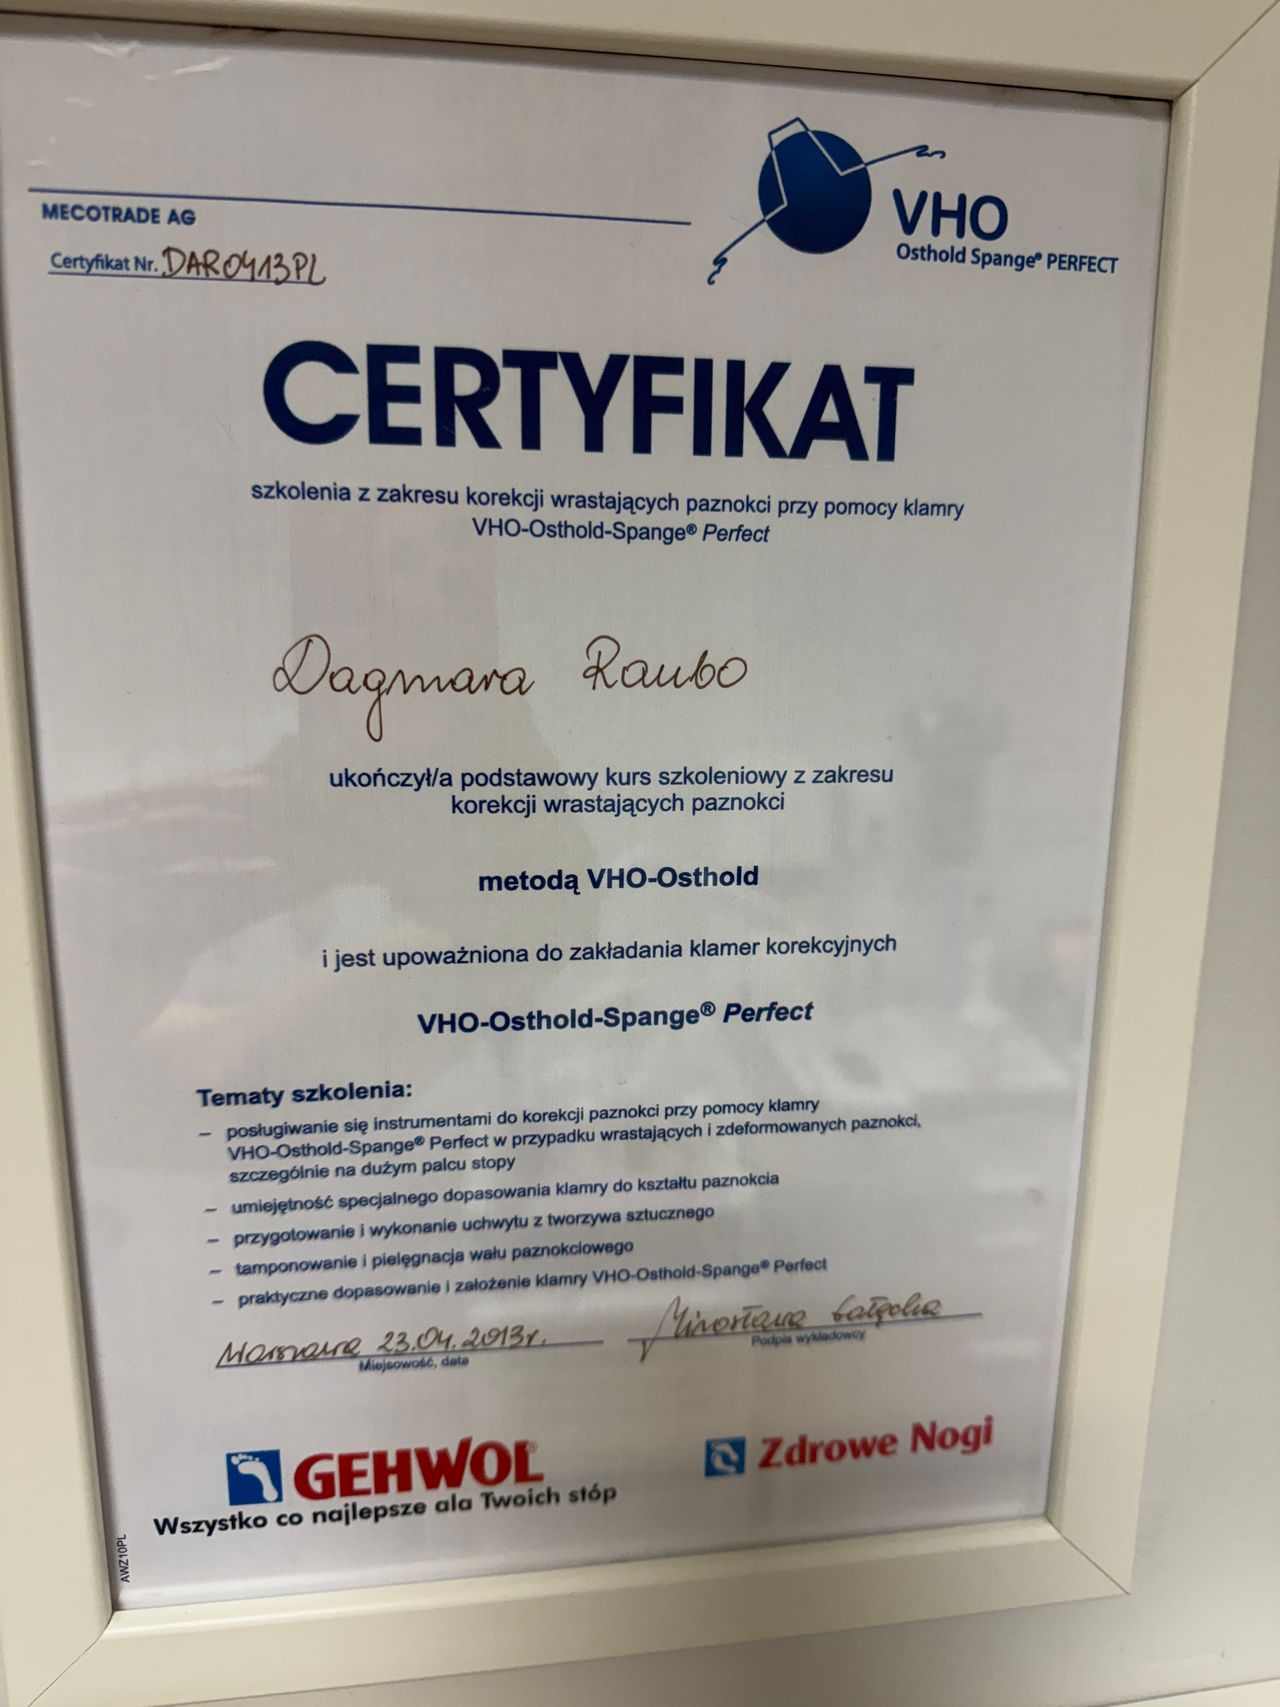 MECOTRADE AG
Certyfikat Nr. DAR0413PL
VHO
Osthold Spange® PERFECT
CERTYFIKAT
szkolenia z zakresu korekcji wrastających paznokci przy pomocy klamry
VHO-Osthold-Spange® Perfect
Dagmara Raubo
ukończył/a podstawowy kurs szkoleniowy z zakresu
korekcji wrastających paznokci
metodą VHO-Osthold
i jest upoważniona do zakładania klamer korekcyjnych
VHO-Osthold-Spange® Perfect
Tematy szkolenia:
– posługiwanie się instrumentami do korekcji paznokci przy pomocy klamry
VHO-Osthold-Spange® Perfect w przypadku wrastających i zdeformowanych paznokci,
szczególnie na dużym palcu stopy
– umiejętność specjalnego dopasowania klamry do kształtu paznokcia
– przygotowanie i wykonanie uchwytu z tworzywa sztucznego
– tamponowanie i pielęgnacja wału paznokciowego
– praktyczne dopasowanie i założenie klamry VHO-Osthold-Spange® Perfect
Warszawa 23.04.2013r.
Miejsowość, data
Mirosława
Podpis wykładowcy
GEHWOL®
Wszystko co najlepsze dla Twoich stóp
Zdrowe Nogi
AWZ10PL